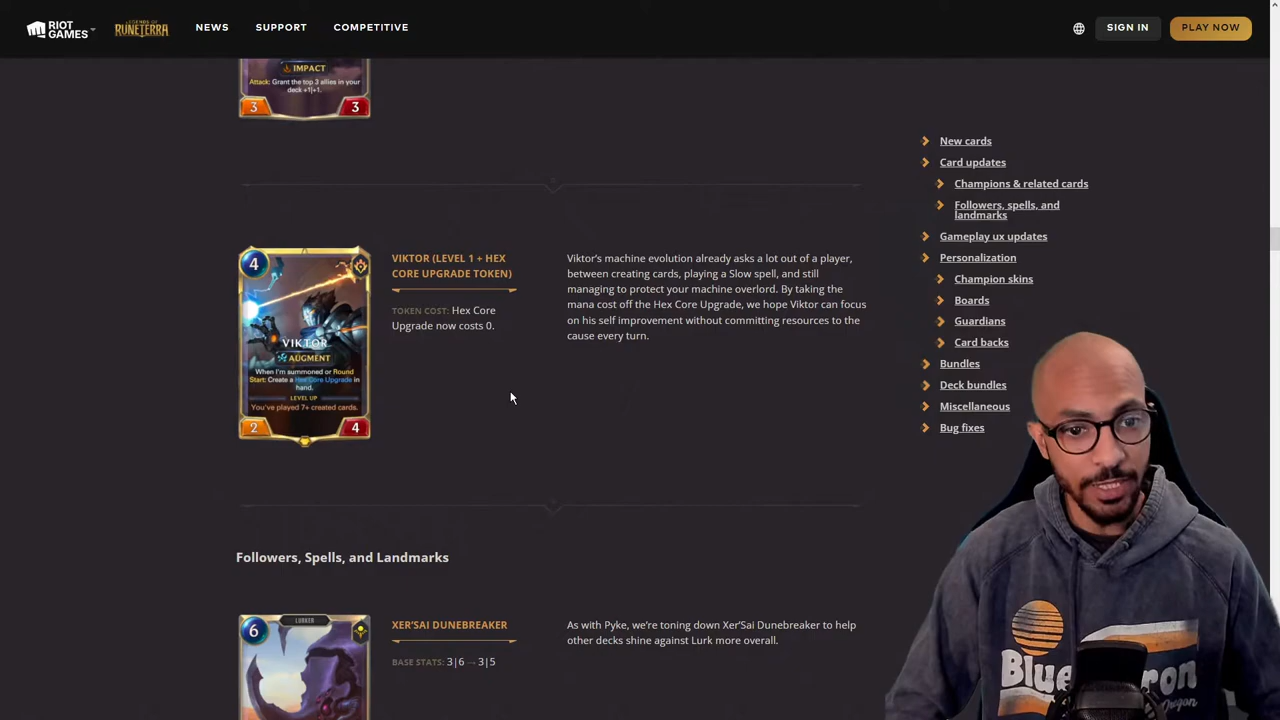 RIOT GAMES
LEGENDS OF RUNETERRA
NEWS
SUPPORT
COMPETITIVE
SIGN IN
PLAY NOW
IMPACT
Attack: Grant the top 3 allies in your
deck +1|+1.
3
3
4
VIKTOR
AUGMENT
When I'm summoned or Round
Start: Create a Hex Core Upgrade in
hand.
LEVEL UP
You've played 7+ created cards.
2
4
VIKTOR (LEVEL 1 + HEX
CORE UPGRADE TOKEN)
TOKEN COST: Hex Core
Upgrade now costs 0.
Viktor's machine evolution already asks a lot out of a player,
between creating cards, playing a Slow spell, and still
managing to protect your machine overlord. By taking the
mana cost off the Hex Core Upgrade, we hope Viktor can focus
on his self improvement without committing resources to the
cause every turn.
Followers, Spells, and Landmarks
LURKER
6
XER'SAI DUNEBREAKER
BASE STATS: 3|6 → 3|5
As with Pyke, we're toning down Xer'Sai Dunebreaker to help
other decks shine against Lurk more overall.
New cards
Card updates
Champions & related cards
Followers, spells, and
landmarks
Gameplay ux updates
Personalization
Champion skins
Boards
Guardians
Card backs
Bundles
Deck bundles
Miscellaneous
Bug fixes
Oregon